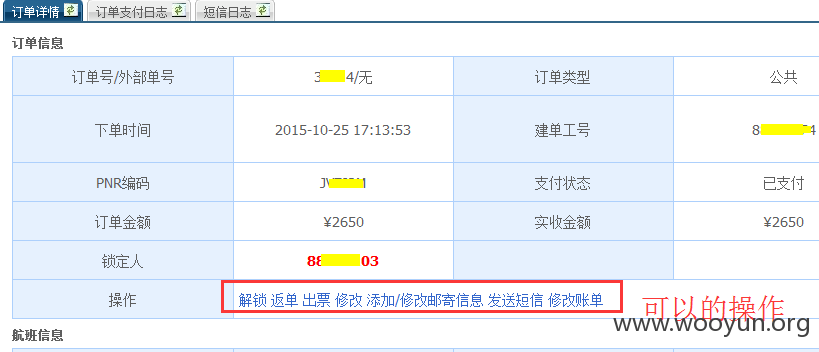 订单详情 订单支付日志 短信日志
订单信息
订单号/外部单号 3 4/无 订单类型 公共
下单时间 2015-10-25 17:13:53 建单工号 8
PNR编码 支付状态 已支付
订单金额 ¥2650 实收金额 ¥2650
锁定人 88 03
操作 解锁 返单 出票 修改 添加/修改邮寄信息 发送短信 修改账单 可以的操作
www.wooyun.org
航班信息